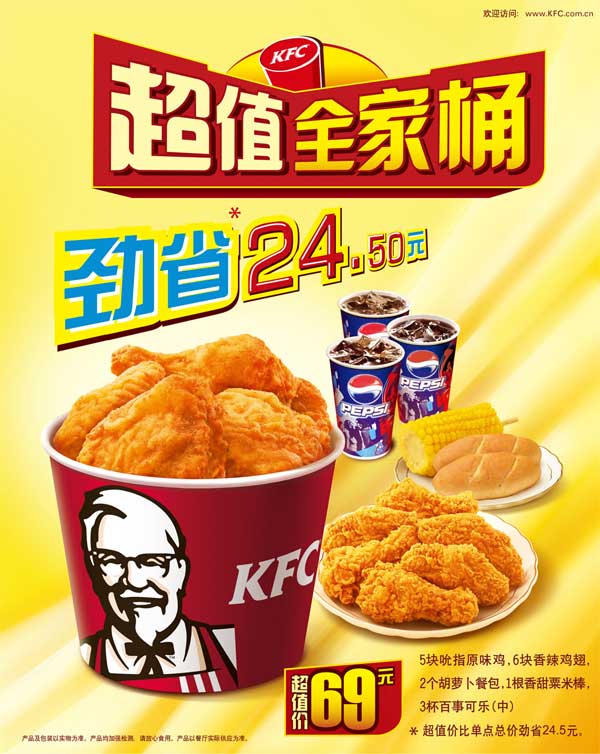 欢迎访问: www.KFC.com.cn
KFC
超值全家桶
劲省*24.50元
PEPSI
PEPSI
KFC
5块吮指原味鸡,6块香辣鸡翅,
2个胡萝卜餐包,1根香甜粟米棒,
3杯百事可乐(中)
* 超值价比单点总价劲省24.5元。
超值价69元
产品及包装以实物为准。产品均加强检测，请放心食用。产品以餐厅实际供应为准。